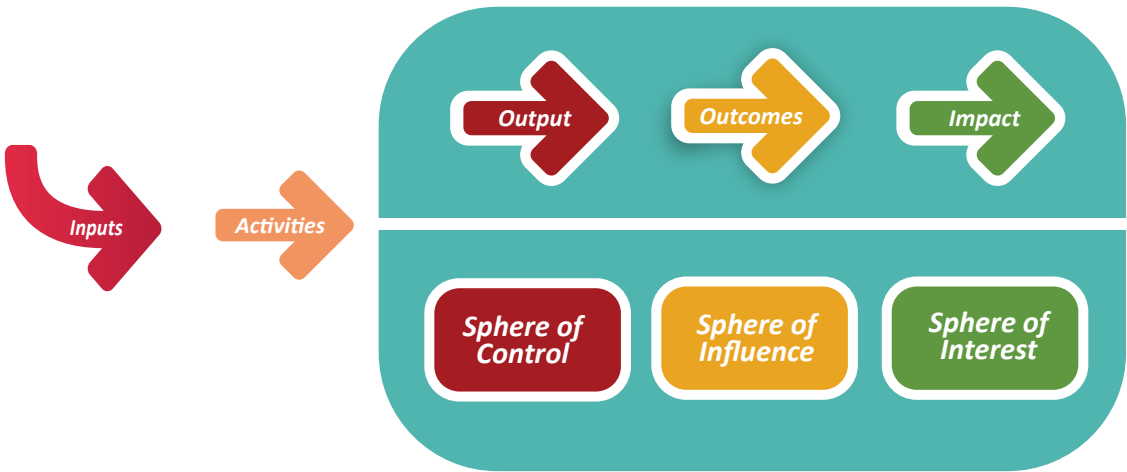 Inputs
Activities
Output
Outcomes
Impact
Sphere of
Control
Sphere of
Influence
Sphere of
Interest